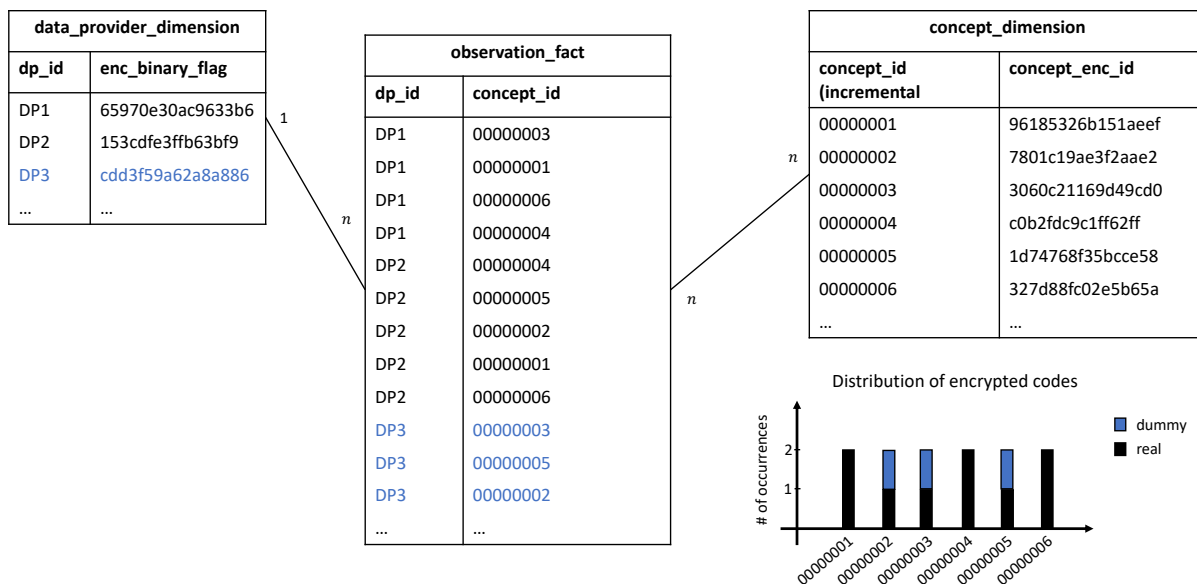 data_provider_dimension
dp_id enc_binary_flag
DP1 65970e30ac9633b6
DP2 153cdfe3ffb63bf9
DP3 cdd3f59a62a8a886
... ...
1
n
observation_fact
dp_id concept_id
DP1 00000003
DP1 00000001
DP1 00000006
DP1 00000004
DP2 00000004
DP2 00000005
DP2 00000002
DP2 00000001
DP2 00000006
DP3 00000003
DP3 00000005
DP3 00000002
... ...
n
n
concept_dimension
concept_id concept_enc_id
(incremental
00000001 96185326b151aeef
00000002 7801c19ae3f2aae2
00000003 3060c21169d49cd0
00000004 c0b2fdc9c1ff62ff
00000005 1d74768f35bcce58
00000006 327d88fc02e5b65a
... ...
Distribution of encrypted codes
# of occurrences
2
1
dummy
real
00000001
00000002
00000003
00000004
00000005
00000006